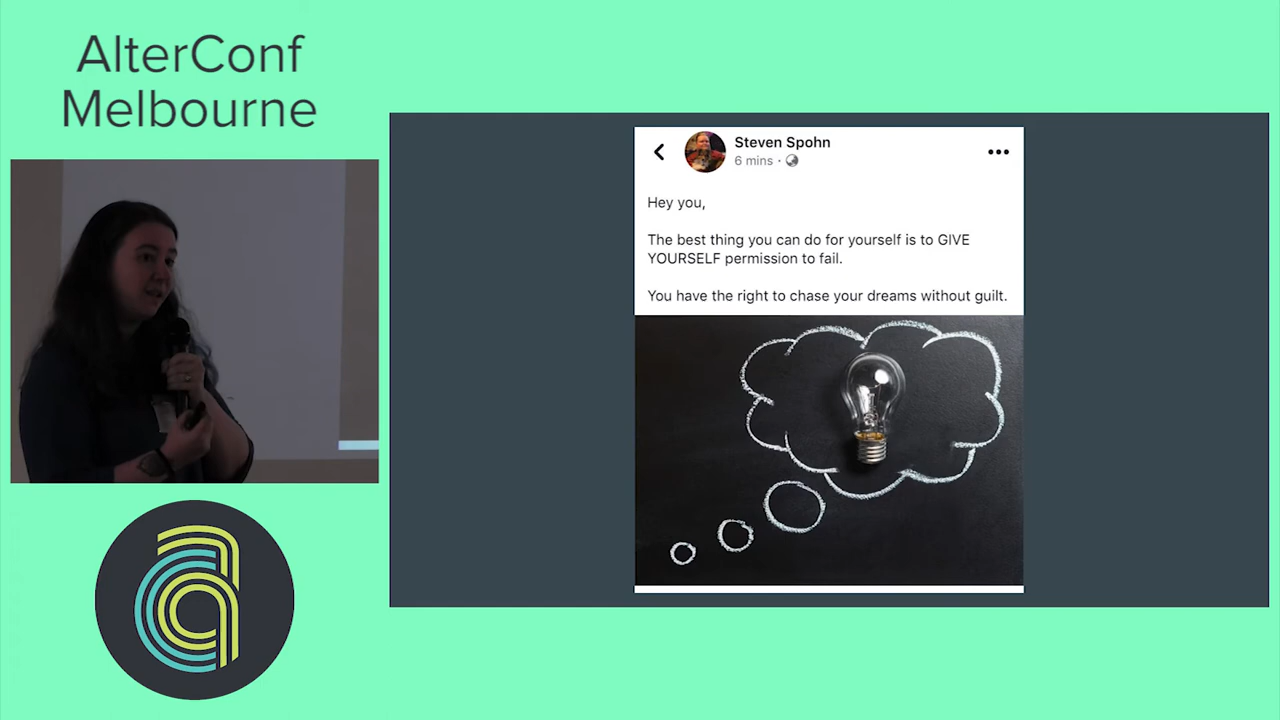 AlterConf
Melbourne
Steven Spohn
6 mins ·
Hey you,
The best thing you can do for yourself is to GIVE
YOURSELF permission to fail.
You have the right to chase your dreams without guilt.